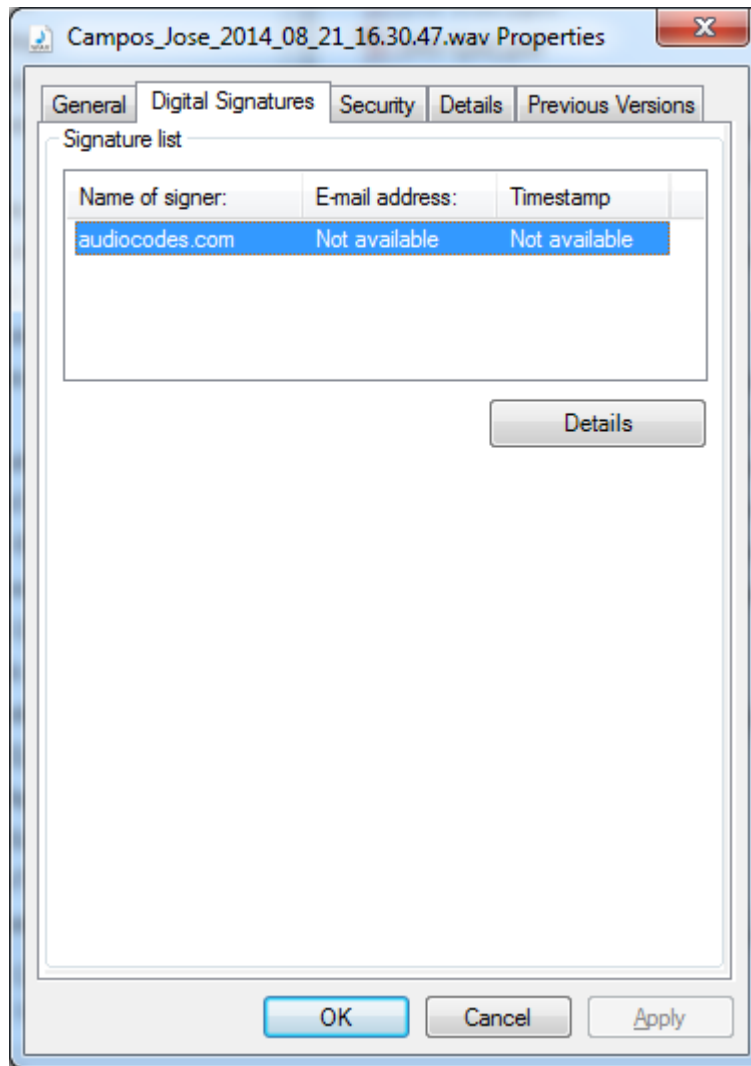 Campos_Jose_2014_08_21_16.30.47.wav Properties
General Digital Signatures Security Details Previous Versions
Signature list
Name of signer: E-mail address: Timestamp
audiocodes.com Not available Not available
Details
OK Cancel Apply